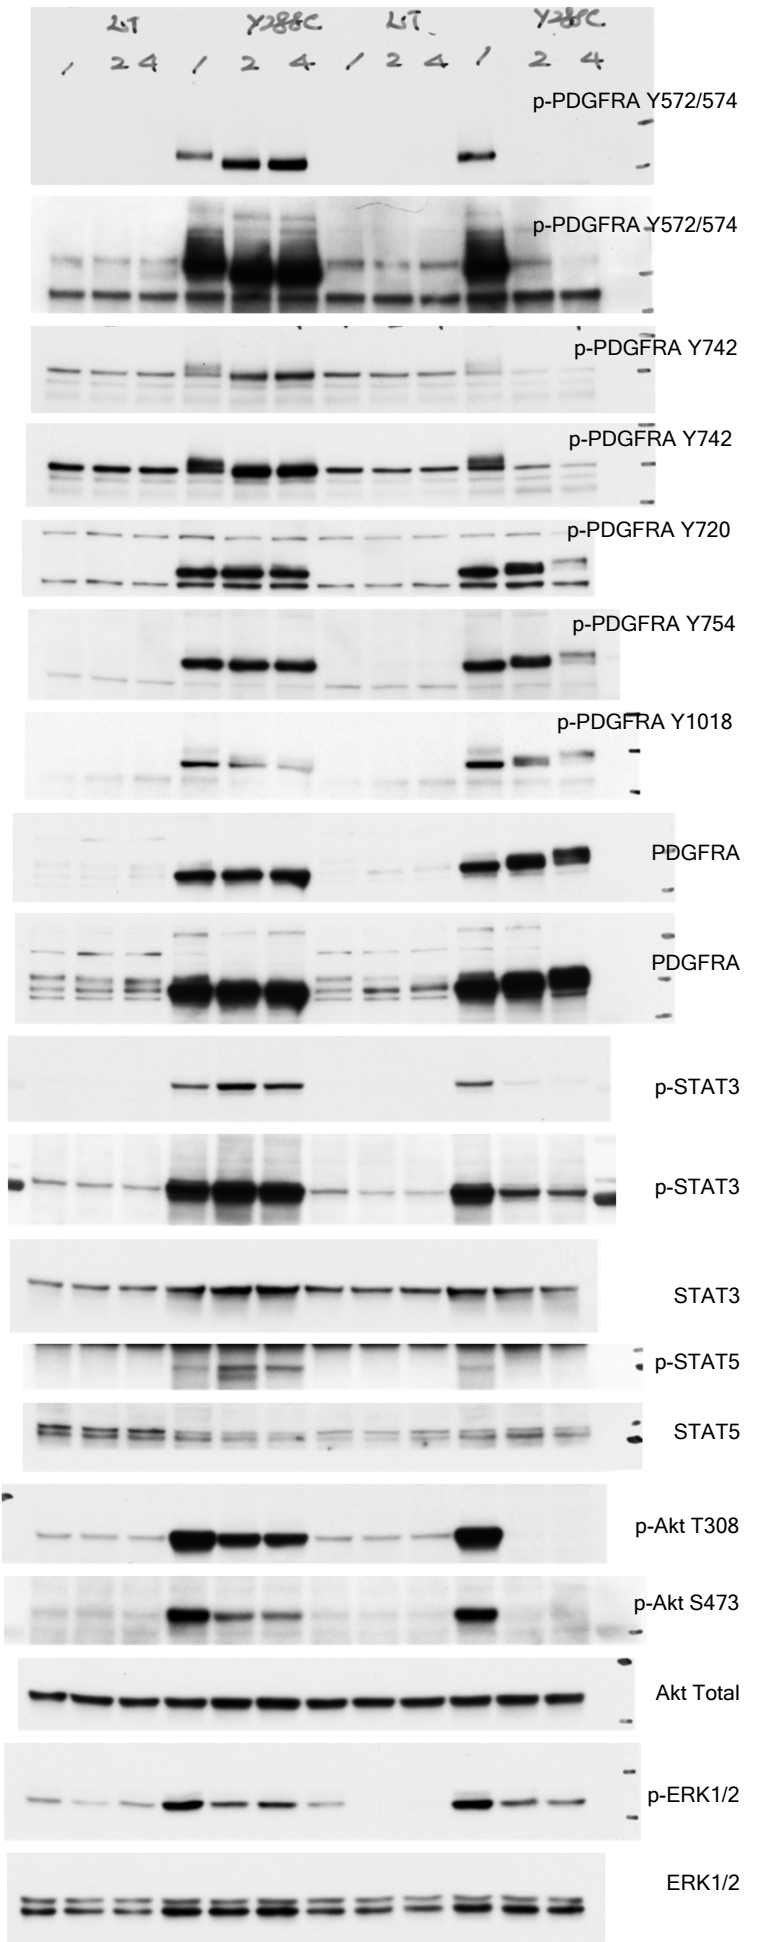 WT Y288C WT Y288C
1 2 4 1 2 4 1 2 4 1 2 4
p-PDGFRA Y572/574
p-PDGFRA Y572/574
p-PDGFRA Y742
p-PDGFRA Y742
p-PDGFRA Y720
p-PDGFRA Y754
p-PDGFRA Y1018
PDGFRA
PDGFRA
p-STAT3
p-STAT3
STAT3
p-STAT5
STAT5
p-Akt T308
p-Akt S473
Akt Total
p-ERK1/2
ERK1/2